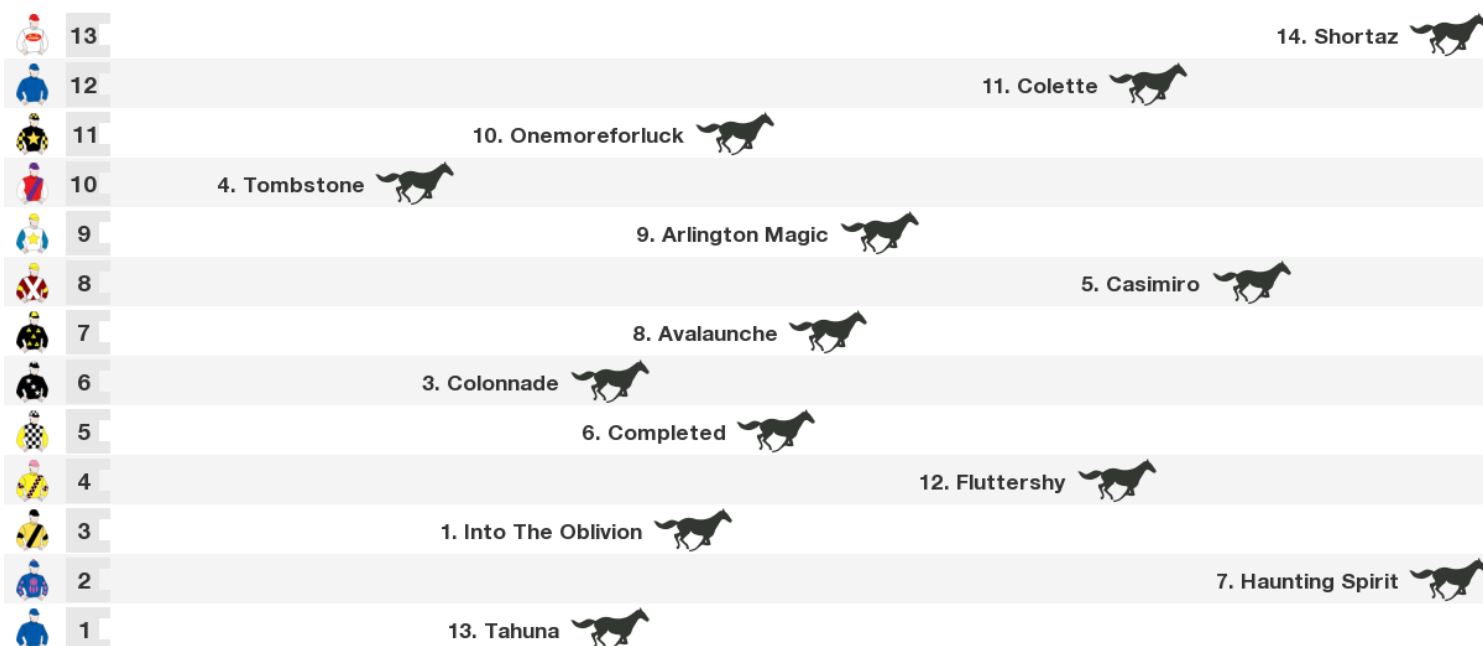 13 14. Shortaz
12 11. Colette
11 10. Onemoreforluck
10 4. Tombstone
9 9. Arlington Magic
8 5. Casimiro
7 8. Avalaunche
6 3. Colonnade
5 6. Completed
4 12. Fluttershy
3 1. Into The Oblivion
2 7. Haunting Spirit
1 13. Tahuna